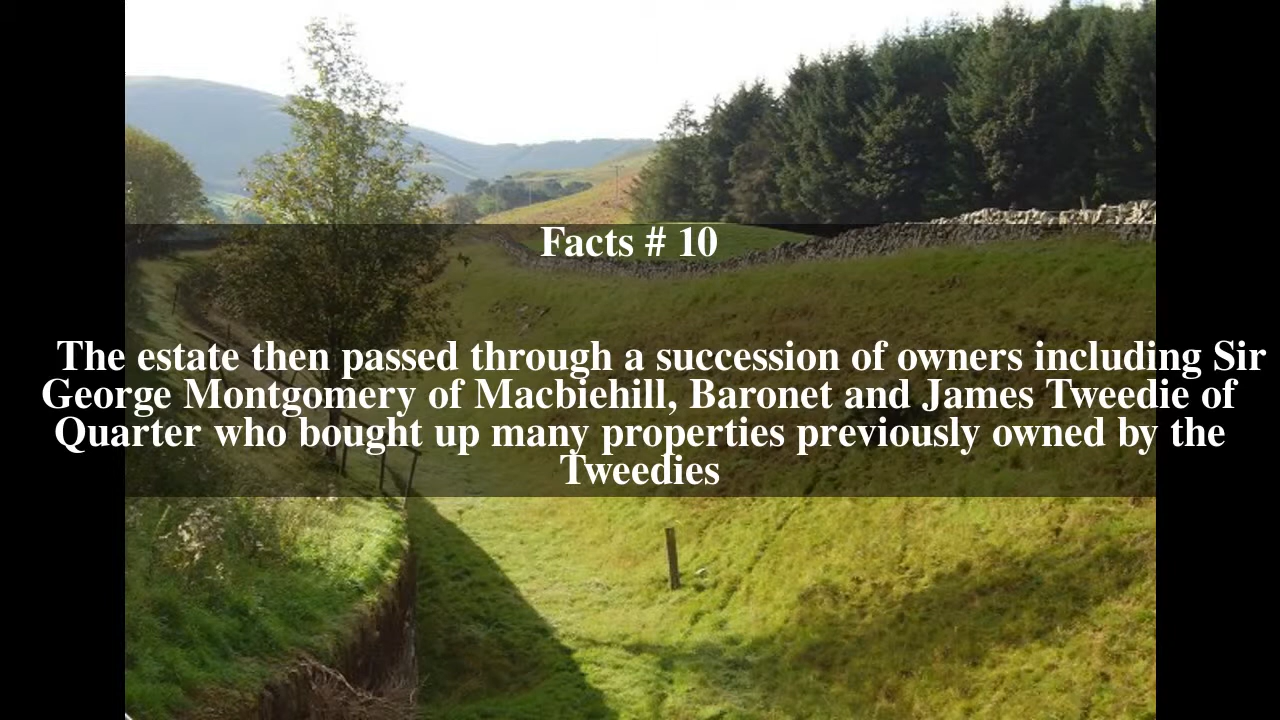 Facts # 10
The estate then passed through a succession of owners including Sir
George Montgomery of Macbiehill, Baronet and James Tweedie of
Quarter who bought up many properties previously owned by the
Tweedies